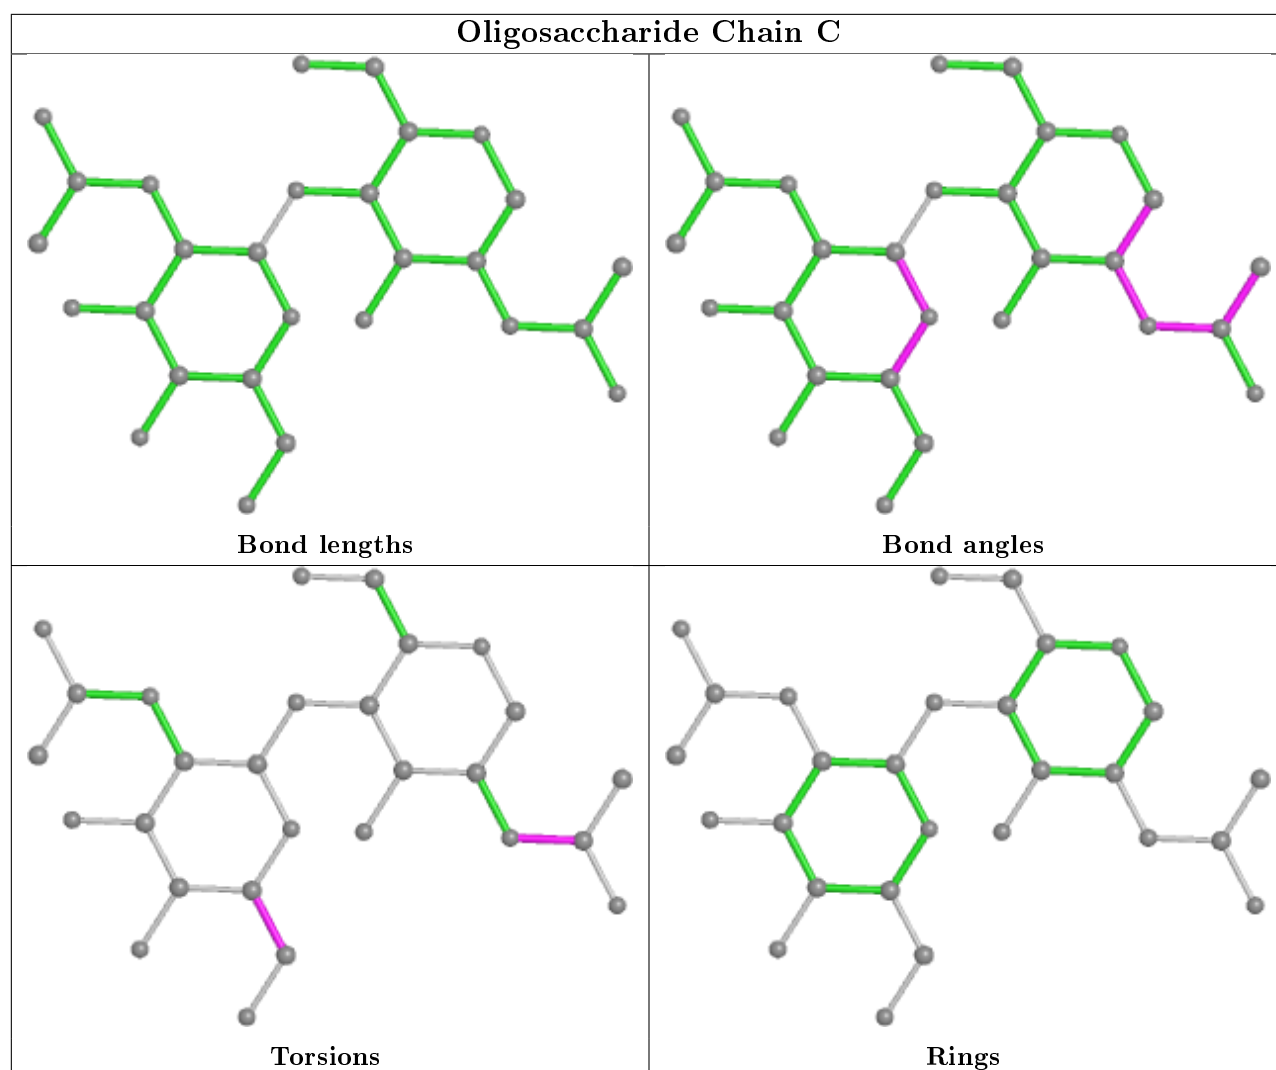 Oligosaccharide Chain C
Bond lengths
Bond angles
Torsions
Rings